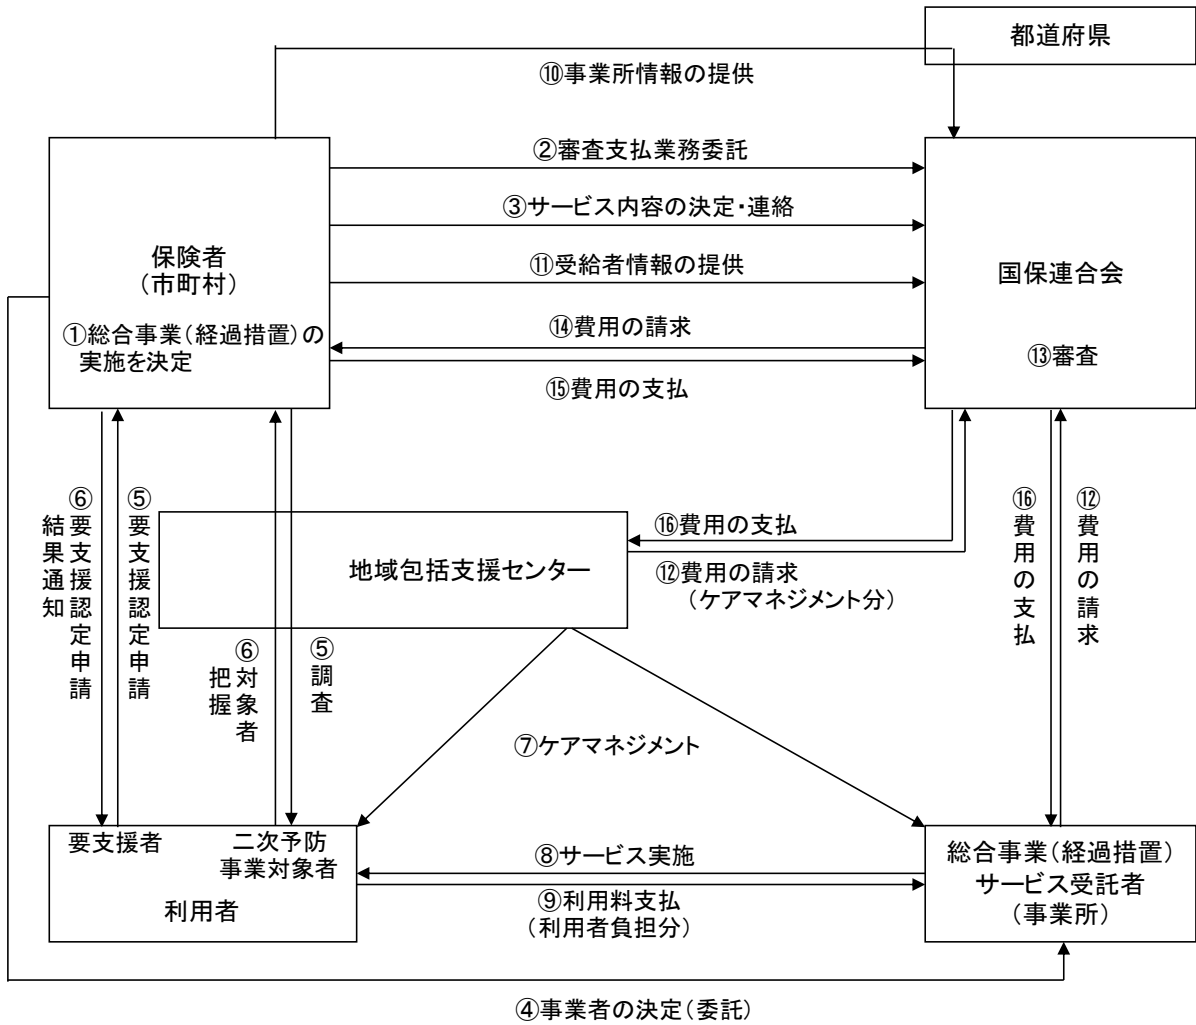 都道府県
⑩事業所情報の提供
②審査支払業務委託
③サービス内容の決定・連絡
保険者
（市町村）
⑪受給者情報の提供
国保連合会
①総合事業（経過措置）の
実施を決定
⑭費用の請求
⑬審査
⑮費用の支払
⑥要支援認定申請
結果通知
⑤要支援認定申請
⑯費用の支払
地域包括支援センター
⑫費用の請求
（ケアマネジメント分）
⑯費用の支払
⑫費用の請求
⑥対象者
把握
⑤調査
⑦ケアマネジメント
要支援者
二次予防
事業対象者
利用者
⑧サービス実施
⑨利用料支払
（利用者負担分）
総合事業（経過措置）
サービス受託者
（事業所）
④事業者の決定（委託）